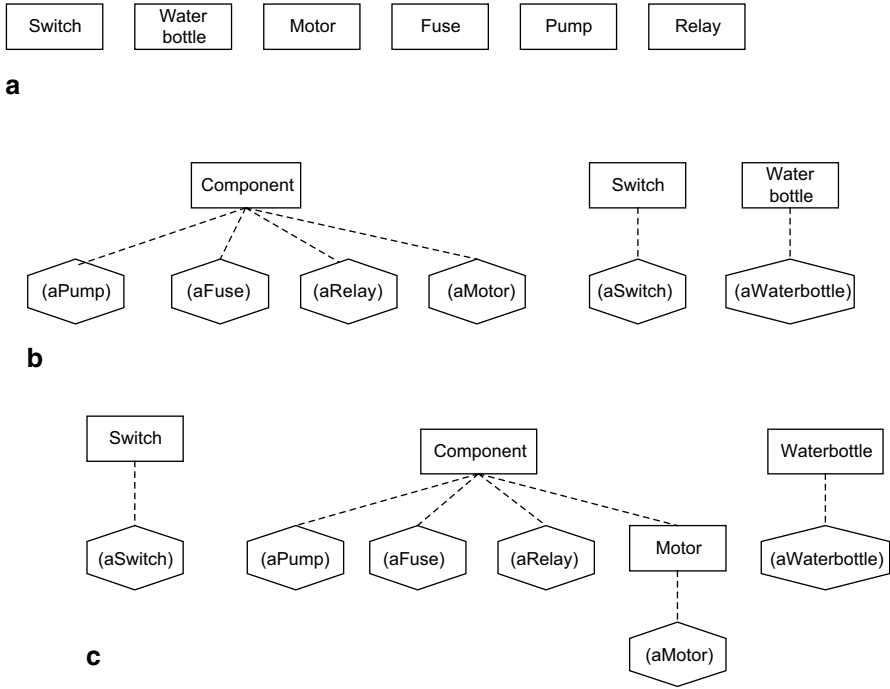 Switch
Water
bottle
Motor
Fuse
Pump
Relay
a
Component
Switch
Water
bottle
(aPump)
(aFuse)
(aRelay)
(aMotor)
(aSwitch)
(aWaterbottle)
b
Switch
Component
Waterbottle
(aSwitch)
(aPump)
(aFuse)
(aRelay)
Motor
(aWaterbottle)
(aMotor)
c